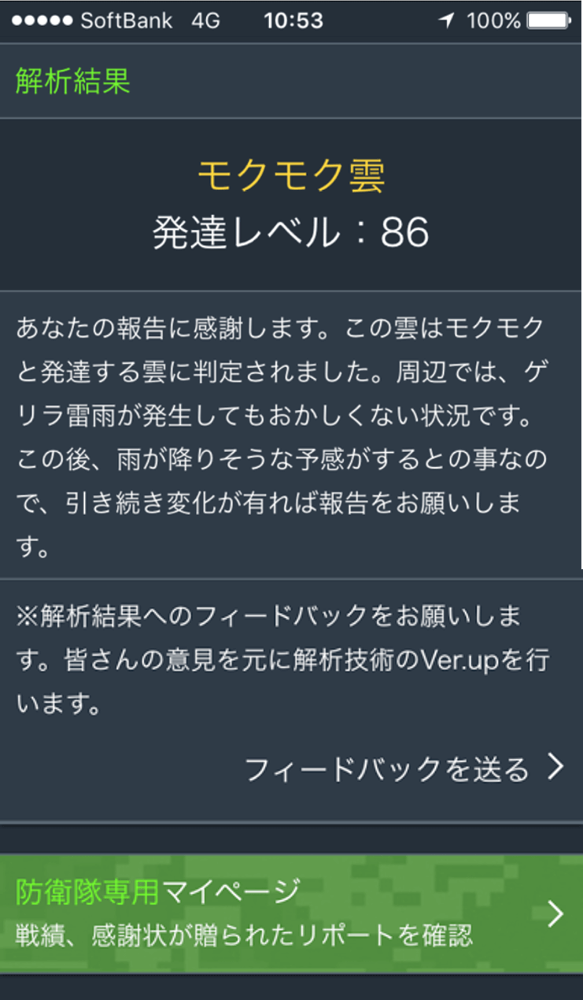 SoftBank 4G 10:53 100%
解析結果
モクモク雲
発達レベル：86
あなたの報告に感謝します。この雲はモクモク
と発達する雲に判定されました。周辺では、ゲ
リラ雷雨が発生してもおかしくない状況です。
この後、雨が降りそうな予感がするとの事なの
で、引き続き変化が有れば報告をお願いしま
す。
※解析結果へのフィードバックをお願いしま
す。皆さんの意見を元に解析技術のVer.upを行
います。
フィードバックを送る
防衛隊専用マイページ
戦績、感謝状が贈られたリポートを確認